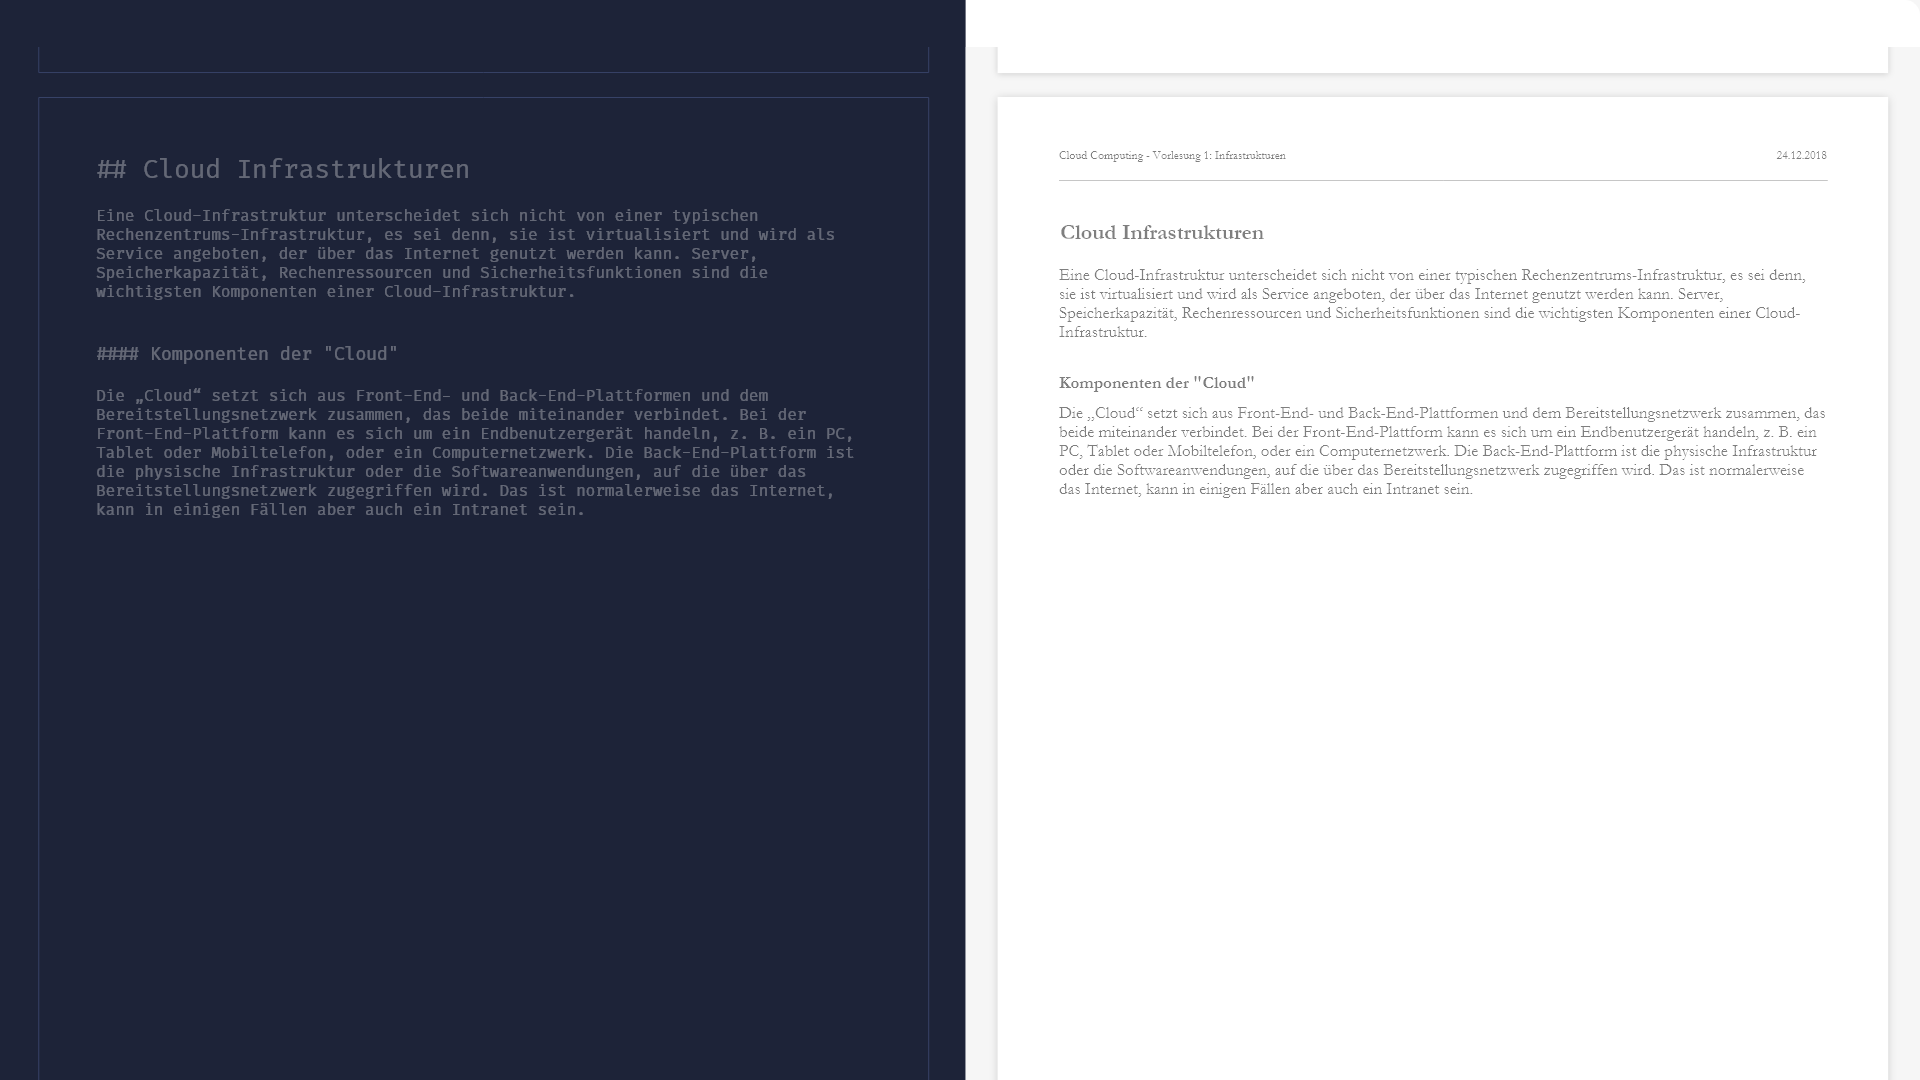 ## Cloud Infrastrukturen
Eine Cloud-Infrastruktur unterscheidet sich nicht von einer typischen
Rechenzentrums-Infrastruktur, es sei denn, sie ist virtualisiert und wird als
Service angeboten, der über das Internet genutzt werden kann. Server,
Speicherkapazität, Rechenressourcen und Sicherheitsfunktionen sind die
wichtigsten Komponenten einer Cloud-Infrastruktur.
#### Komponenten der "Cloud"
Die „Cloud“ setzt sich aus Front-End- und Back-End-Plattformen und dem
Bereitstellungsnetzwerk zusammen, das beide miteinander verbindet. Bei der
Front-End-Plattform kann es sich um ein Endbenutzergerät handeln, z. B. ein PC,
Tablet oder Mobiltelefon, oder ein Computernetzwerk. Die Back-End-Plattform ist
die physische Infrastruktur oder die Softwareanwendungen, auf die über das
Bereitstellungsnetzwerk zugegriffen wird. Das ist normalerweise das Internet,
kann in einigen Fällen aber auch ein Intranet sein.
Cloud Computing - Vorlesung 1: Infrastrukturen 24.12.2018
Cloud Infrastrukturen
Eine Cloud-Infrastruktur unterscheidet sich nicht von einer typischen Rechenzentrums-Infrastruktur, es sei denn,
sie ist virtualisiert und wird als Service angeboten, der über das Internet genutzt werden kann. Server,
Speicherkapazität, Rechenressourcen und Sicherheitsfunktionen sind die wichtigsten Komponenten einer Cloud-
Infrastruktur.
Komponenten der "Cloud"
Die „Cloud“ setzt sich aus Front-End- und Back-End-Plattformen und dem Bereitstellungsnetzwerk zusammen, das
beide miteinander verbindet. Bei der Front-End-Plattform kann es sich um ein Endbenutzergerät handeln, z. B. ein
PC, Tablet oder Mobiltelefon, oder ein Computernetzwerk. Die Back-End-Plattform ist die physische Infrastruktur
oder die Softwareanwendungen, auf die über das Bereitstellungsnetzwerk zugegriffen wird. Das ist normalerweise
das Internet, kann in einigen Fällen aber auch ein Intranet sein.